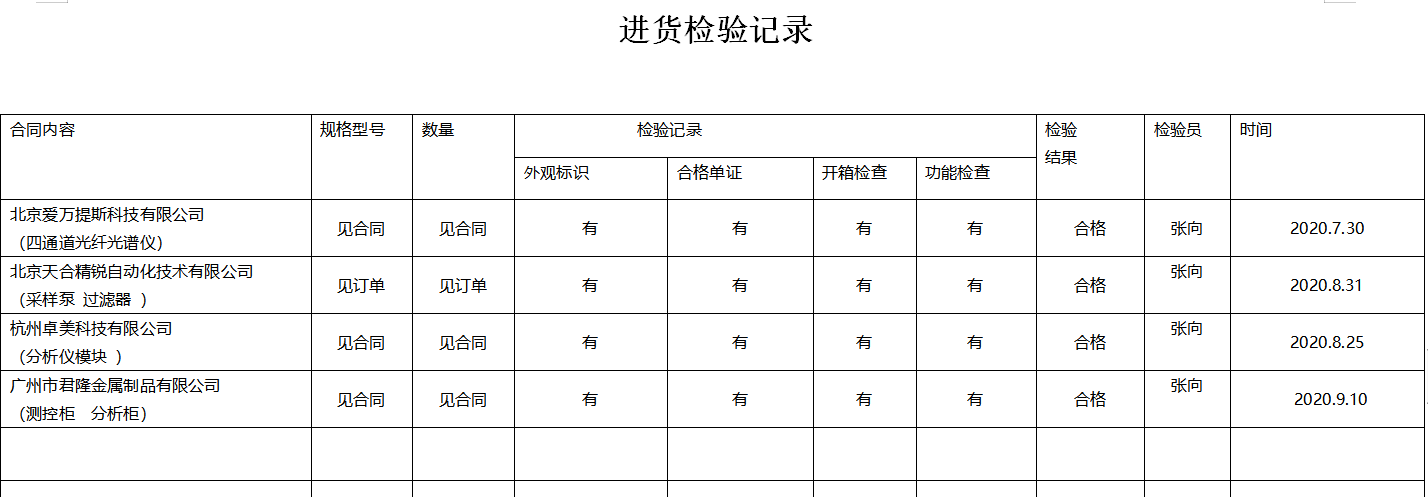 进货检验记录
合同内容 规格型号 数量 检验记录 检验 检验员 时间
结果
外观标识 合格单证 开箱检查 功能检查
北京爱万提斯科技有限公司
（四通道光纤光谱仪） 见合同 见合同 有 有 有 有 合格 张向 2020.7.30
北京天合精锐自动化技术有限公司
（采样泵 过滤器 ） 见订单 见订单 有 有 有 有 合格 张向 2020.8.31
杭州卓美科技有限公司
（分析仪模块 ） 见合同 见合同 有 有 有 有 合格 张向 2020.8.25
广州市君隆金属制品有限公司
（测控柜 分析柜） 见合同 见合同 有 有 有 有 合格 张向 2020.9.10